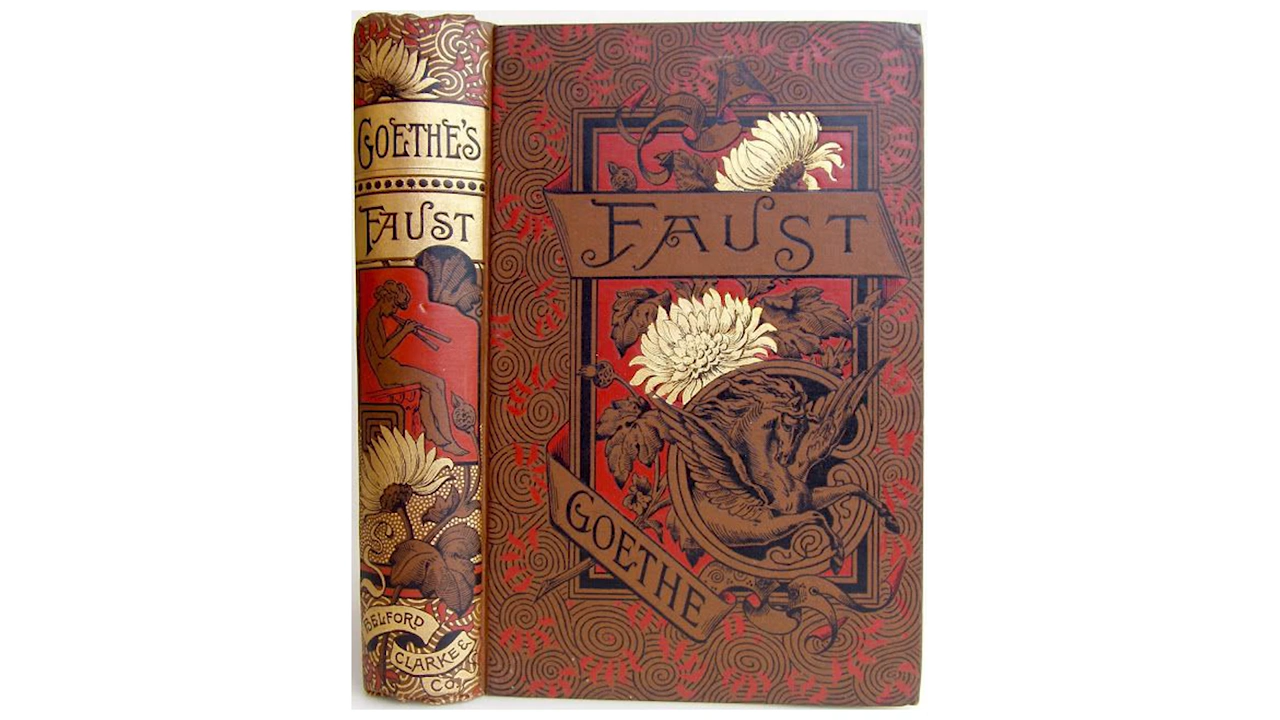 GOETHE'S
FAUST
BELFORD
CLARKE &
CO.
FAUST
GOETHE